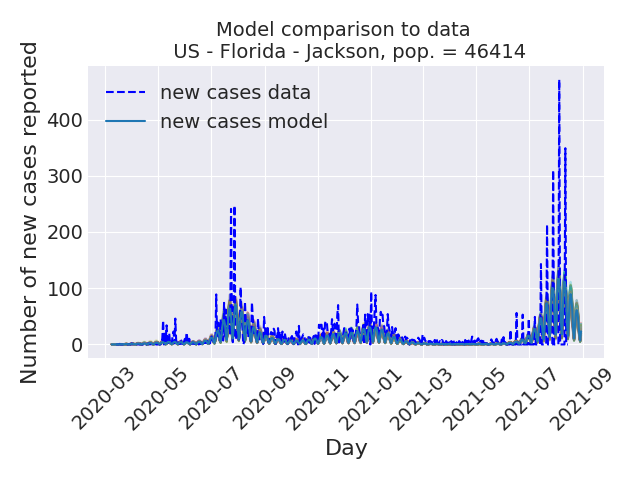 Model comparison to data
US - Florida - Jackson, pop. = 46414
new cases data
new cases model
Number of new cases reported
400
300
200
100
0
2020-03
2020-05
2020-07
2020-09
2020-11
2021-01
2021-03
2021-05
2021-07
2021-09
Day